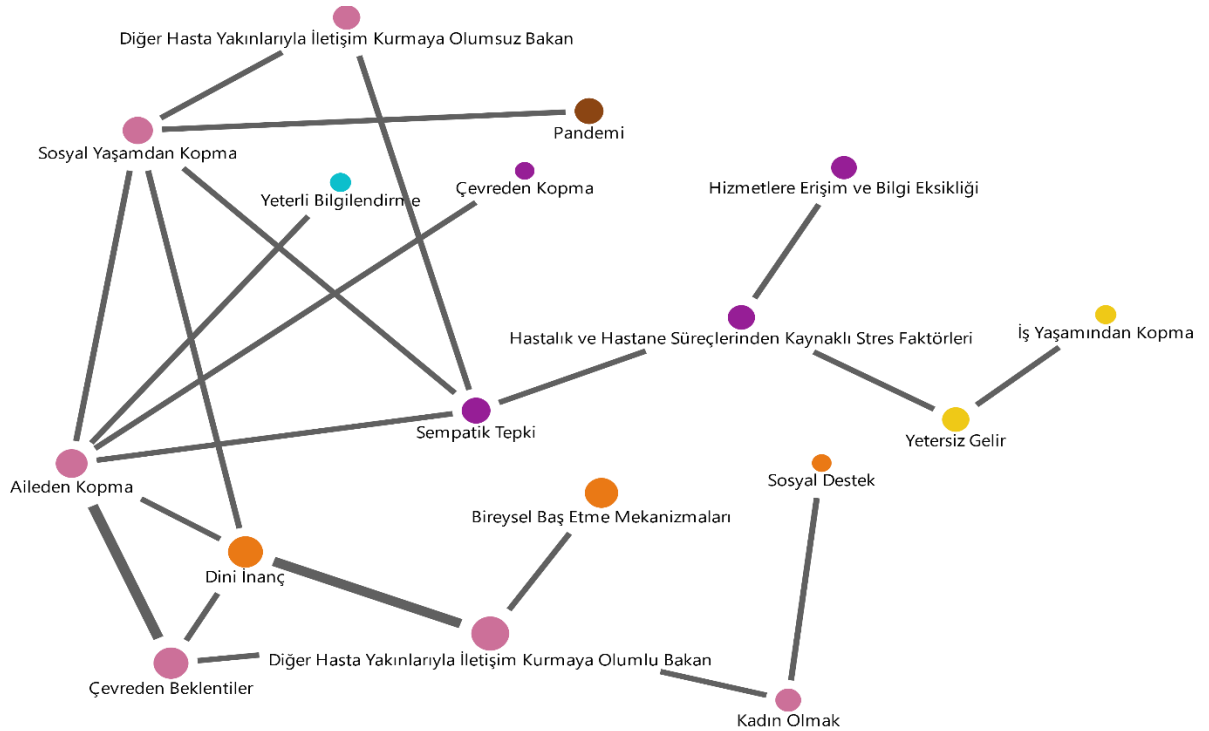 Diğer Hasta Yakınlarıyla İletişim Kurmaya Olumsuz Bakan
Pandemi
Sosyal Yaşamdan Kopma
Yeterli Bilgilendirme
Çevreden Kopma
Hizmetlere Erişim ve Bilgi Eksikliği
Hastalık ve Hastane Süreçlerinden Kaynaklı Stres Faktörleri
İş Yaşamından Kopma
Sempatik Tepki
Yetersiz Gelir
Aileden Kopma
Sosyal Destek
Bireysel Baş Etme Mekanizmaları
Dini İnanç
Diğer Hasta Yakınlarıyla İletişim Kurmaya Olumlu Bakan
Çevreden Beklentiler
Kadın Olmak